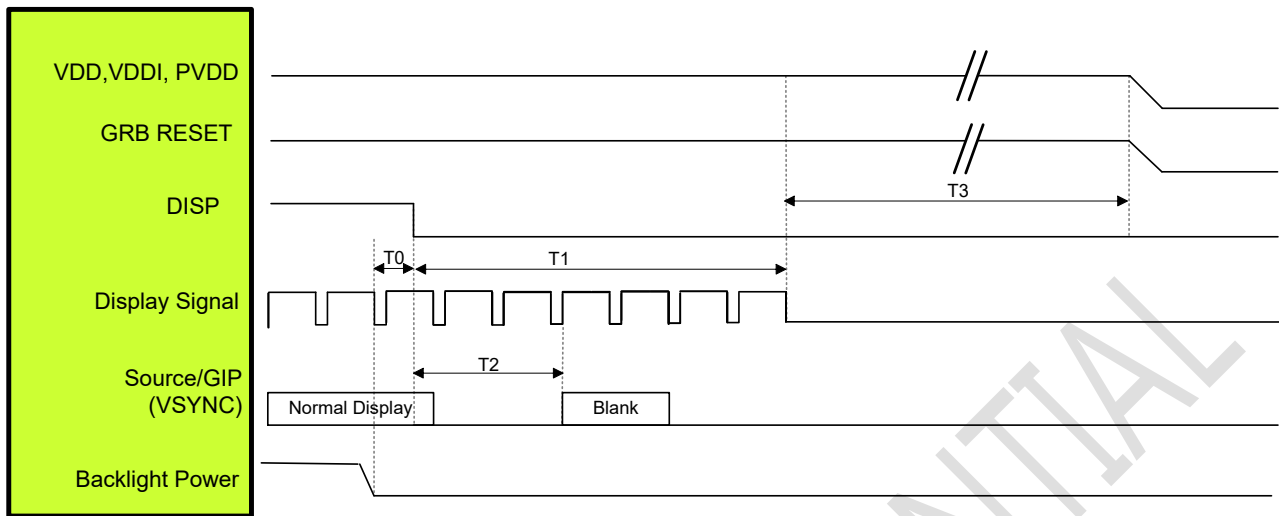 VDD,VDDI, PVDD
GRB RESET
T3
DISP
T0
T1
Display Signal
T2
Source/GIP
(VSYNC)
Normal Display
Blank
Backlight Power